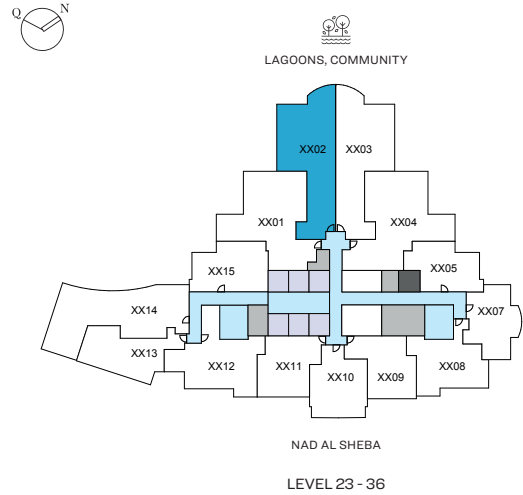 Q N
LAGOONS, COMMUNITY
XX02 XX03
XX01 XX04
XX15 XX05
XX14 XX07
XX13 XX12 XX11 XX10 XX09 XX08
NAD AL SHEBA
LEVEL 23 - 36